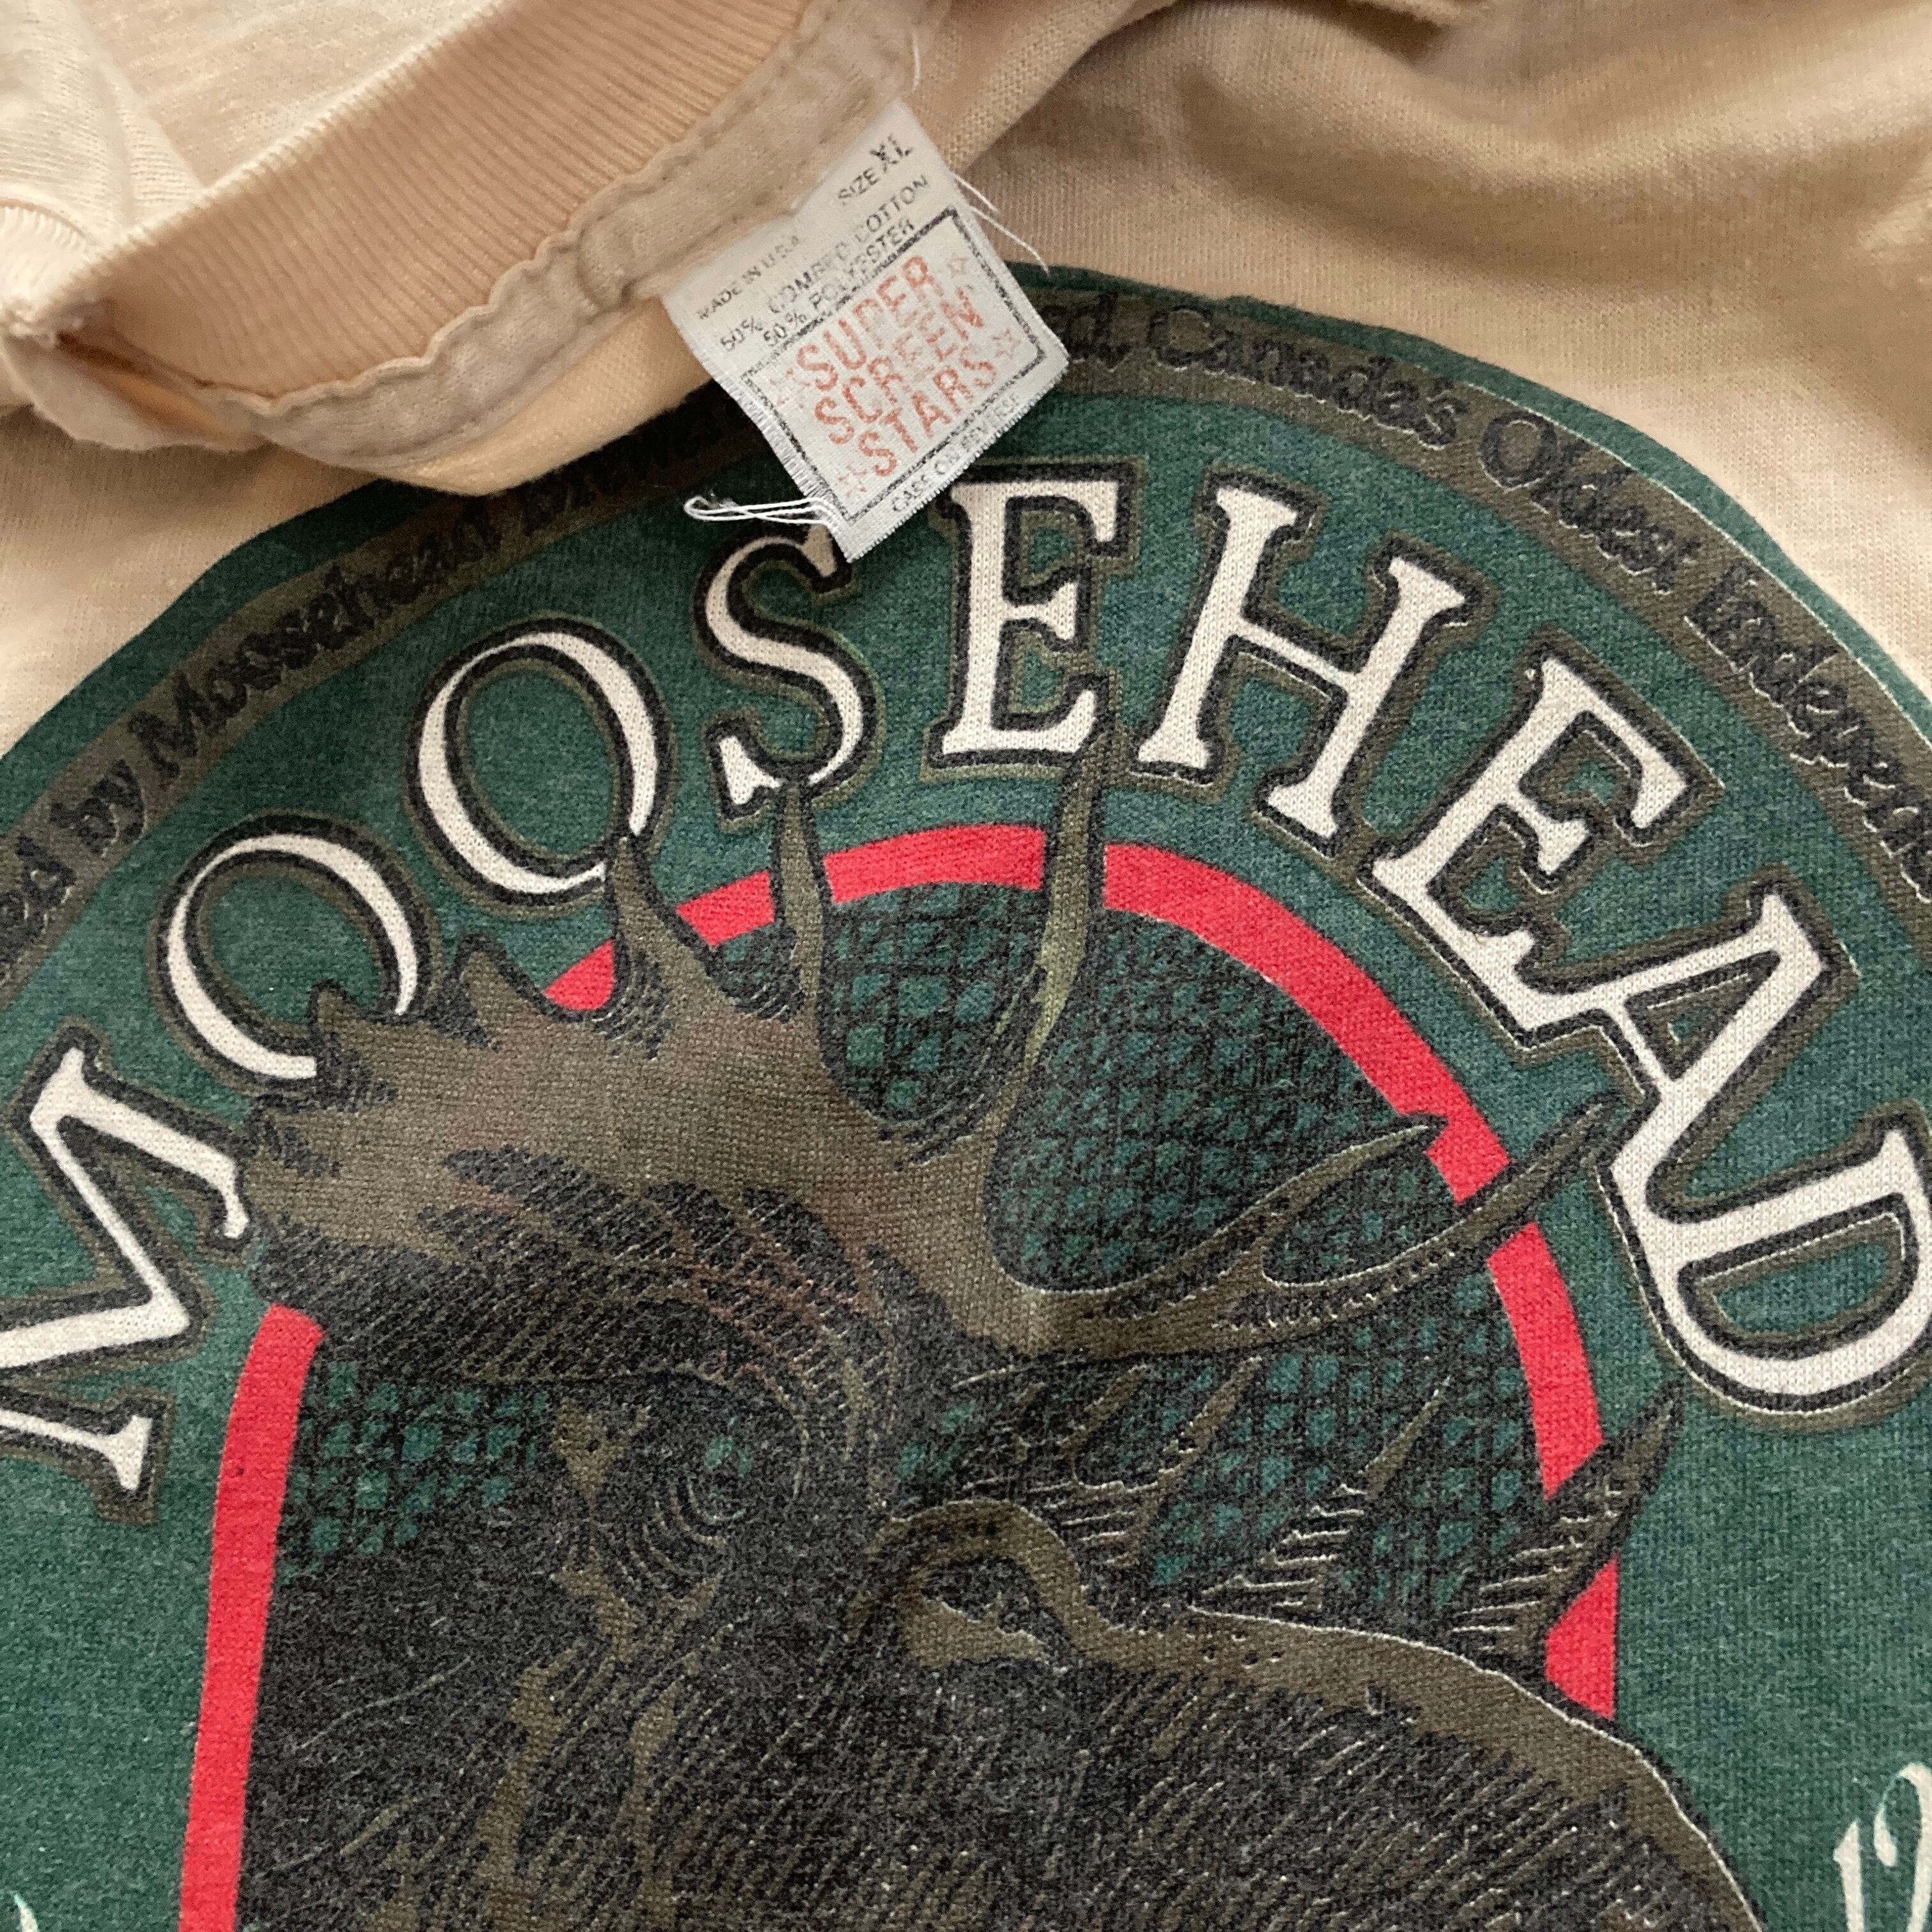 SIZE XL
MADE IN U.S.A.
50% COMBED COTTON
50% POLYESTER
SUPER
SCREEN
STARS
CARE ON REVERSE
by Moosehead Canada's Oldest
MOOSEHEAD
12